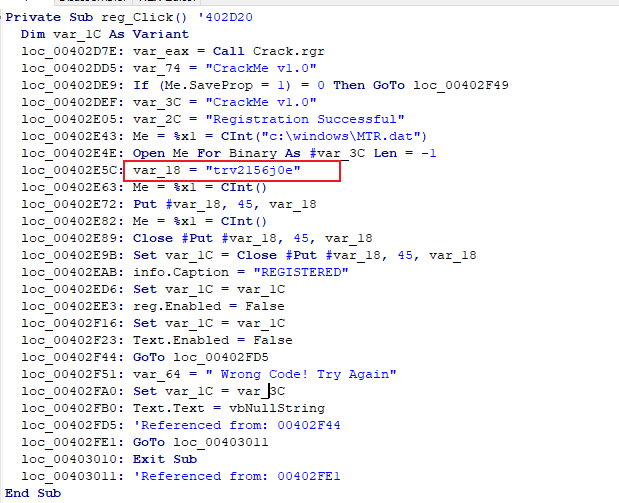 Private Sub reg_Click() '402D20
Dim var_1C As Variant
loc_00402D7E: var_eax = Call Crack.rgr
loc_00402DD5: var_74 = "CrackMe v1.0"
loc_00402DE9: If (Me.SaveProp = 1) = 0 Then GoTo loc_00402F49
loc_00402DEF: var_3C = "CrackMe v1.0"
loc_00402E05: var_2C = "Registration Successful"
loc_00402E43: Me = %x1 = CInt("c:\windows\MTR.dat")
loc_00402E4E: Open Me For Binary As #var_3C Len = -1
loc_00402E5C: var_18 = "trv2156j0e"
loc_00402E63: Me = %x1 = CInt()
loc_00402E72: Put #var_18, 45, var_18
loc_00402E82: Me = %x1 = CInt()
loc_00402E89: Close #Put #var_18, 45, var_18
loc_00402E9B: Set var_1C = Close #Put #var_18, 45, var_18
loc_00402EAB: info.Caption = "REGISTERED"
loc_00402ED6: Set var_1C = var_1C
loc_00402EE3: reg.Enabled = False
loc_00402F16: Set var_1C = var_1C
loc_00402F23: Text.Enabled = False
loc_00402F44: GoTo loc_00402FD5
loc_00402F51: var_64 = " Wrong Code! Try Again"
loc_00402FA0: Set var_1C = var_3C
loc_00402FB0: Text.Text = vbNullString
loc_00402FD5: 'Referenced from: 00402F44
loc_00402FE1: GoTo loc_00403011
loc_00403010: Exit Sub
loc_00403011: 'Referenced from: 00402FE1
End Sub